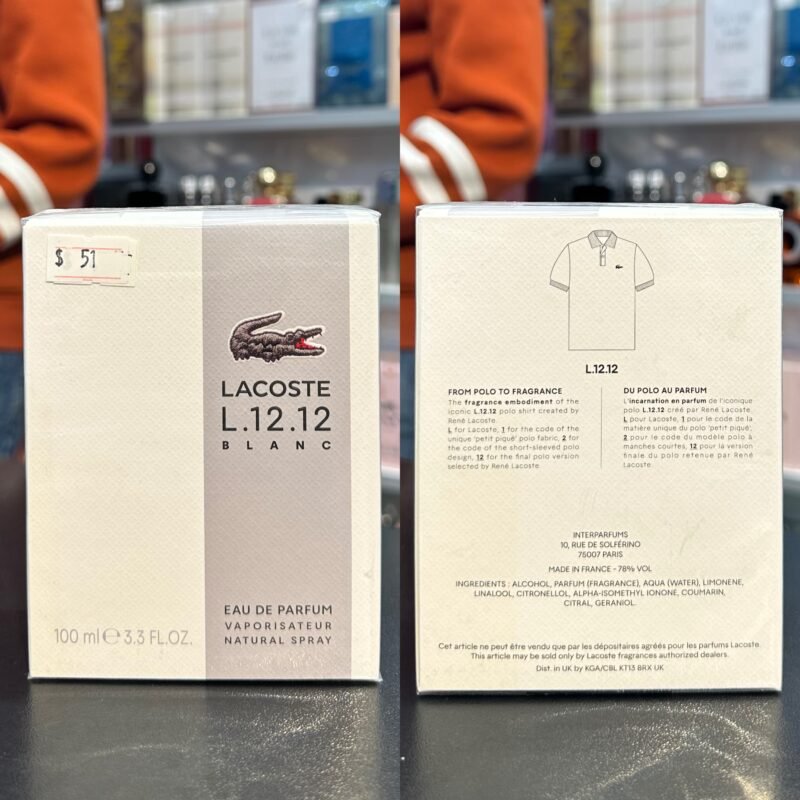 $ 51
LACOSTE
L.12.12
BLANC
EAU DE PARFUM
VAPORISATEUR
NATURAL SPRAY
100 ml ℮ 3.3 FL.OZ.
L.12.12
FROM POLO TO FRAGRANCE
The fragrance embodiment of the
iconic L.12.12 polo shirt created by
René Lacoste.
L for Lacoste, 1 for the code of the
unique 'petit piqué' polo fabric, 2 for
the code of the short-sleeved polo
design, 12 for the final polo version
selected by René Lacoste.
DU POLO AU PARFUM
L'incarnation en parfum de l'iconique
polo L.12.12 créé par René Lacoste.
L pour Lacoste, 1 pour le code de la
matière unique du polo 'petit piqué',
2 pour le code du modèle polo à
manches courtes, 12 pour la version
finale du polo retenue par René
Lacoste.
INTERPARFUMS
10, RUE DE SOLFÉRINO
75007 PARIS
MADE IN FRANCE - 78% VOL
INGREDIENTS : ALCOHOL, PARFUM (FRAGRANCE), AQUA (WATER), LIMONENE,
LINALOOL, CITRONELLOL, ALPHA-ISOMETHYL IONONE, COUMARIN,
CITRAL, GERANIOL.
Cet article ne peut être vendu que par les dépositaires agréés pour les parfums Lacoste.
This article may be sold only by Lacoste fragrances authorized dealers.
Dist. in UK by KGA/CBL KT13 8RX UK